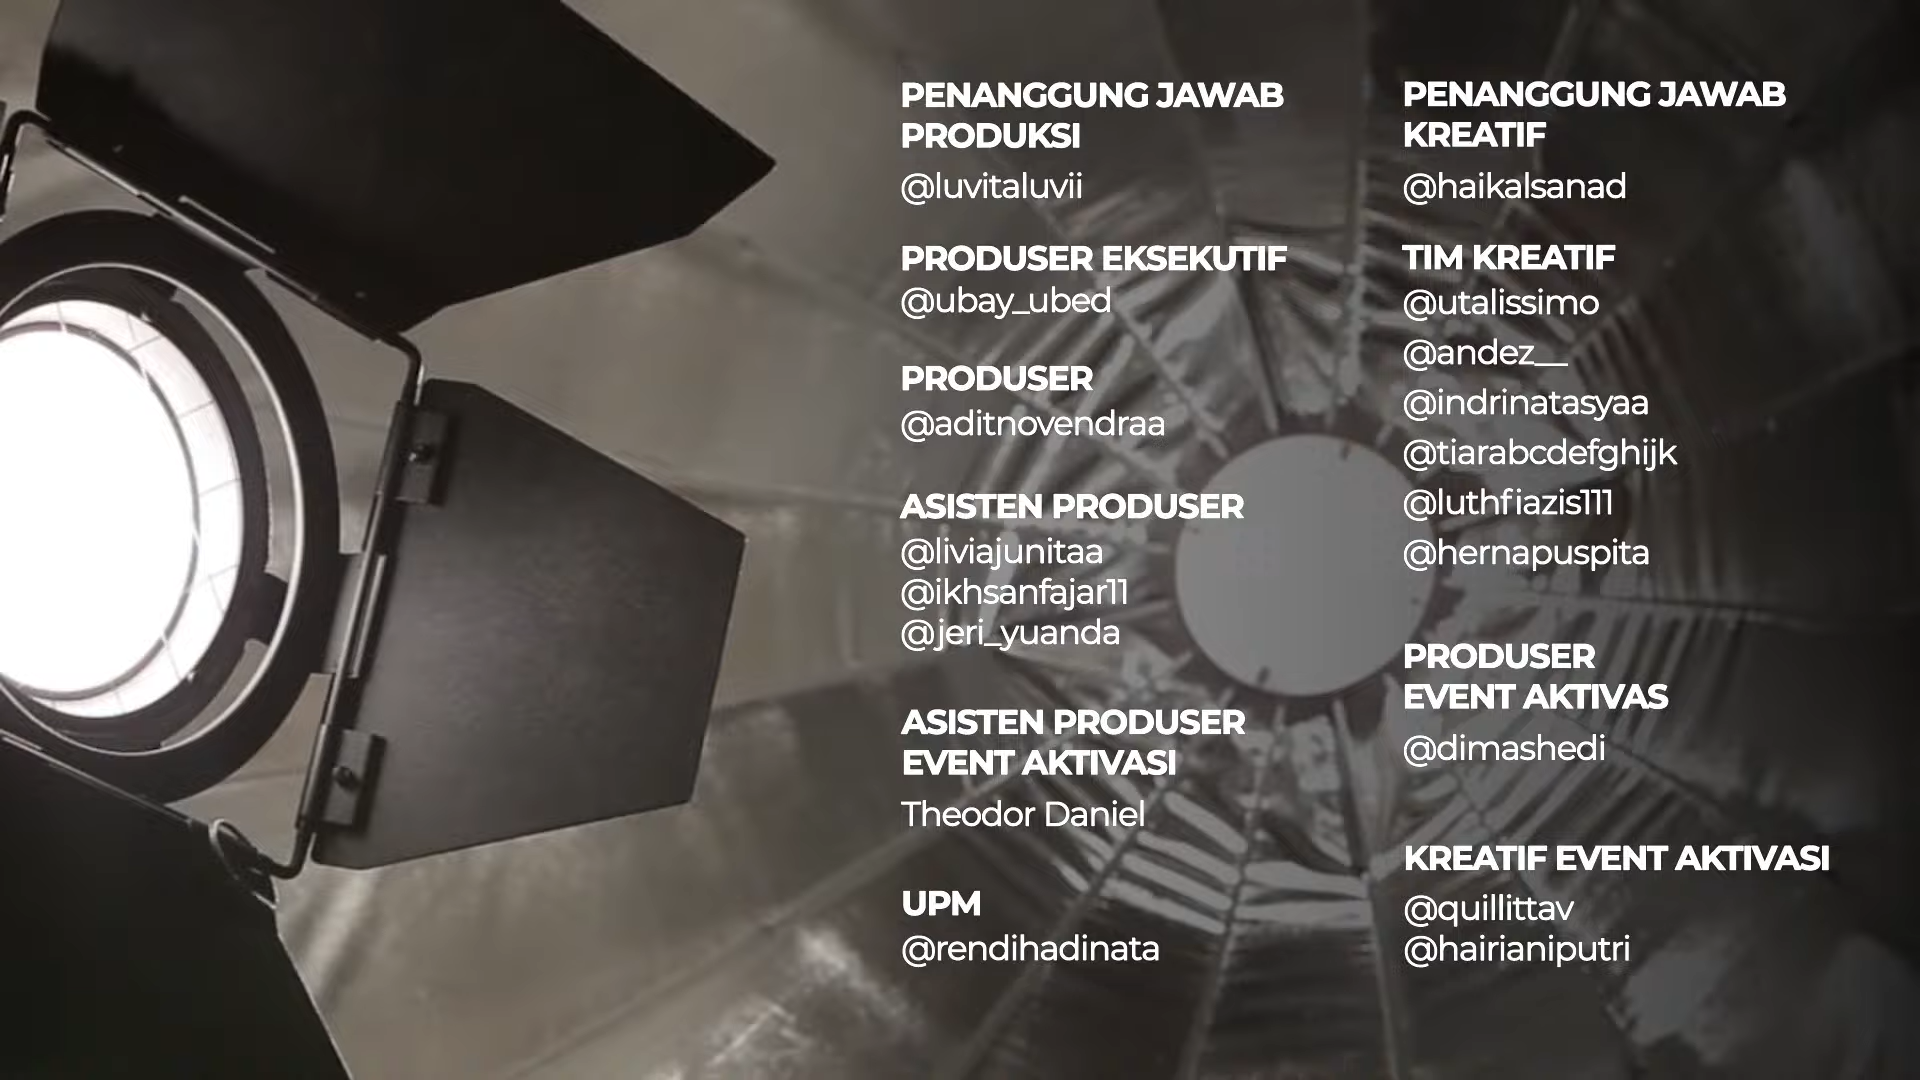 PENANGGUNG JAWAB
PRODUKSI
@luvitaluvii
PRODUSER EKSEKUTIF
@ubay_ubed
PRODUSER
@aditnovendraa
ASISTEN PRODUSER
@liviajunitaa
@ikhsanfajar11
@jeri_yuanda
ASISTEN PRODUSER
EVENT AKTIVASI
Theodor Daniel
UPM
@rendihadinata
PENANGGUNG JAWAB
KREATIF
@haikalsanad
TIM KREATIF
@utalissimo
@andez__
@indrinatasyaa
@tiarabcdefghijk
@luthfiazis111
@hernapuspita
PRODUSER
EVENT AKTIVAS
@dimashedi
KREATIF EVENT AKTIVASI
@quillittav
@hairianiputri